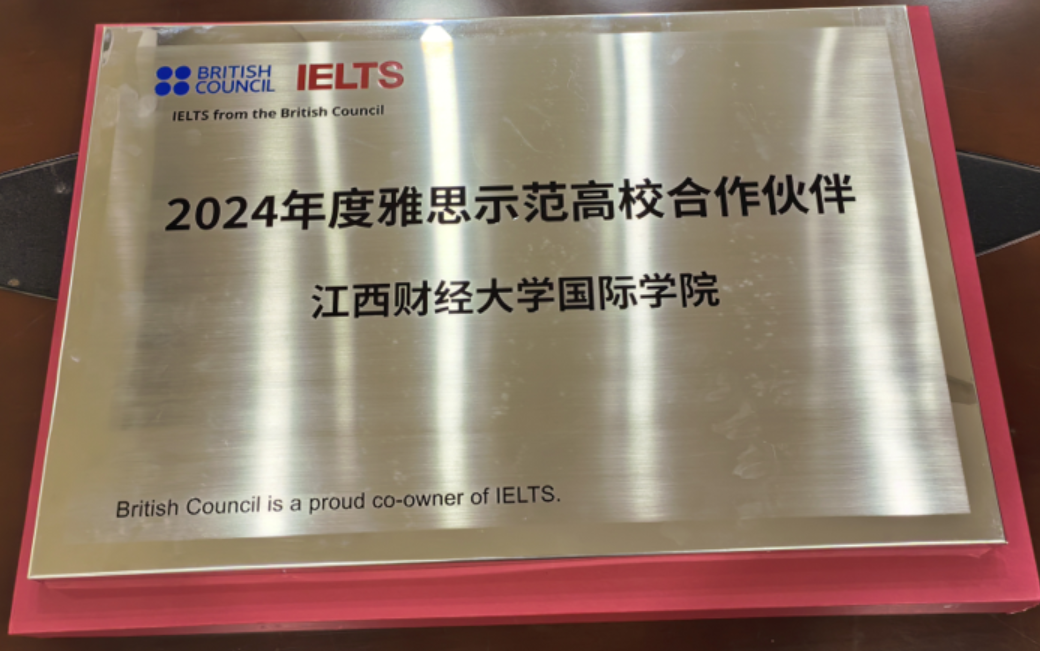 BRITISH
COUNCIL
IELTS
IELTS from the British Council
2024年度雅思示范高校合作伙伴
江西财经大学国际学院
British Council is a proud co-owner of IELTS.